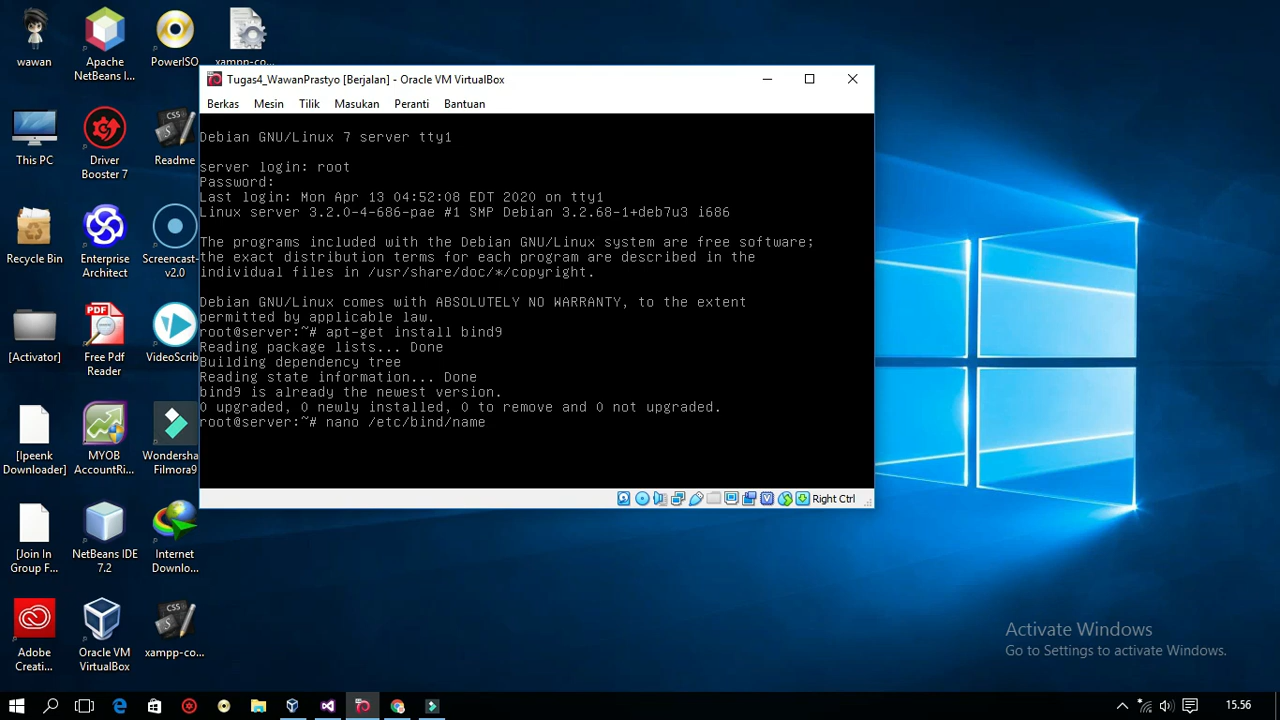 wawan
Apache NetBeans I...
PowerISO
xampp-co...
This PC
Driver Booster 7
CSS
Readme
Recycle Bin
Enterprise Architect
Screencast-
v2.0
[Activator]
PDF
Free Pdf Reader
VideoScrib
[Ipeenk Downloader]
MYOB AccountRi...
Wondersha
Filmora9
[Join In Group F...
NetBeans IDE 7.2
Internet Downlo...
Adobe Creati...
Oracle VM VirtualBox
CSS
xampp-co...
Tugas4_WawanPrastyo [Berjalan] - Oracle VM VirtualBox
Berkas Mesin Tilik Masukan Peranti Bantuan
Debian GNU/Linux 7 server tty1
server login: root
Password:
Last login: Mon Apr 13 04:52:08 EDT 2020 on tty1
Linux server 3.2.0-4-686-pae #1 SMP Debian 3.2.68-1+deb7u3 i686
The programs included with the Debian GNU/Linux system are free software;
the exact distribution terms for each program are described in the
individual files in /usr/share/doc/*/copyright.
Debian GNU/Linux comes with ABSOLUTELY NO WARRANTY, to the extent
permitted by applicable law.
root@server:~# apt-get install bind9
Reading package lists... Done
Building dependency tree
Reading state information... Done
bind9 is already the newest version.
0 upgraded, 0 newly installed, 0 to remove and 0 not upgraded.
root@server:~# nano /etc/bind/name
Right Ctrl
Activate Windows
Go to Settings to activate Windows.
15.56